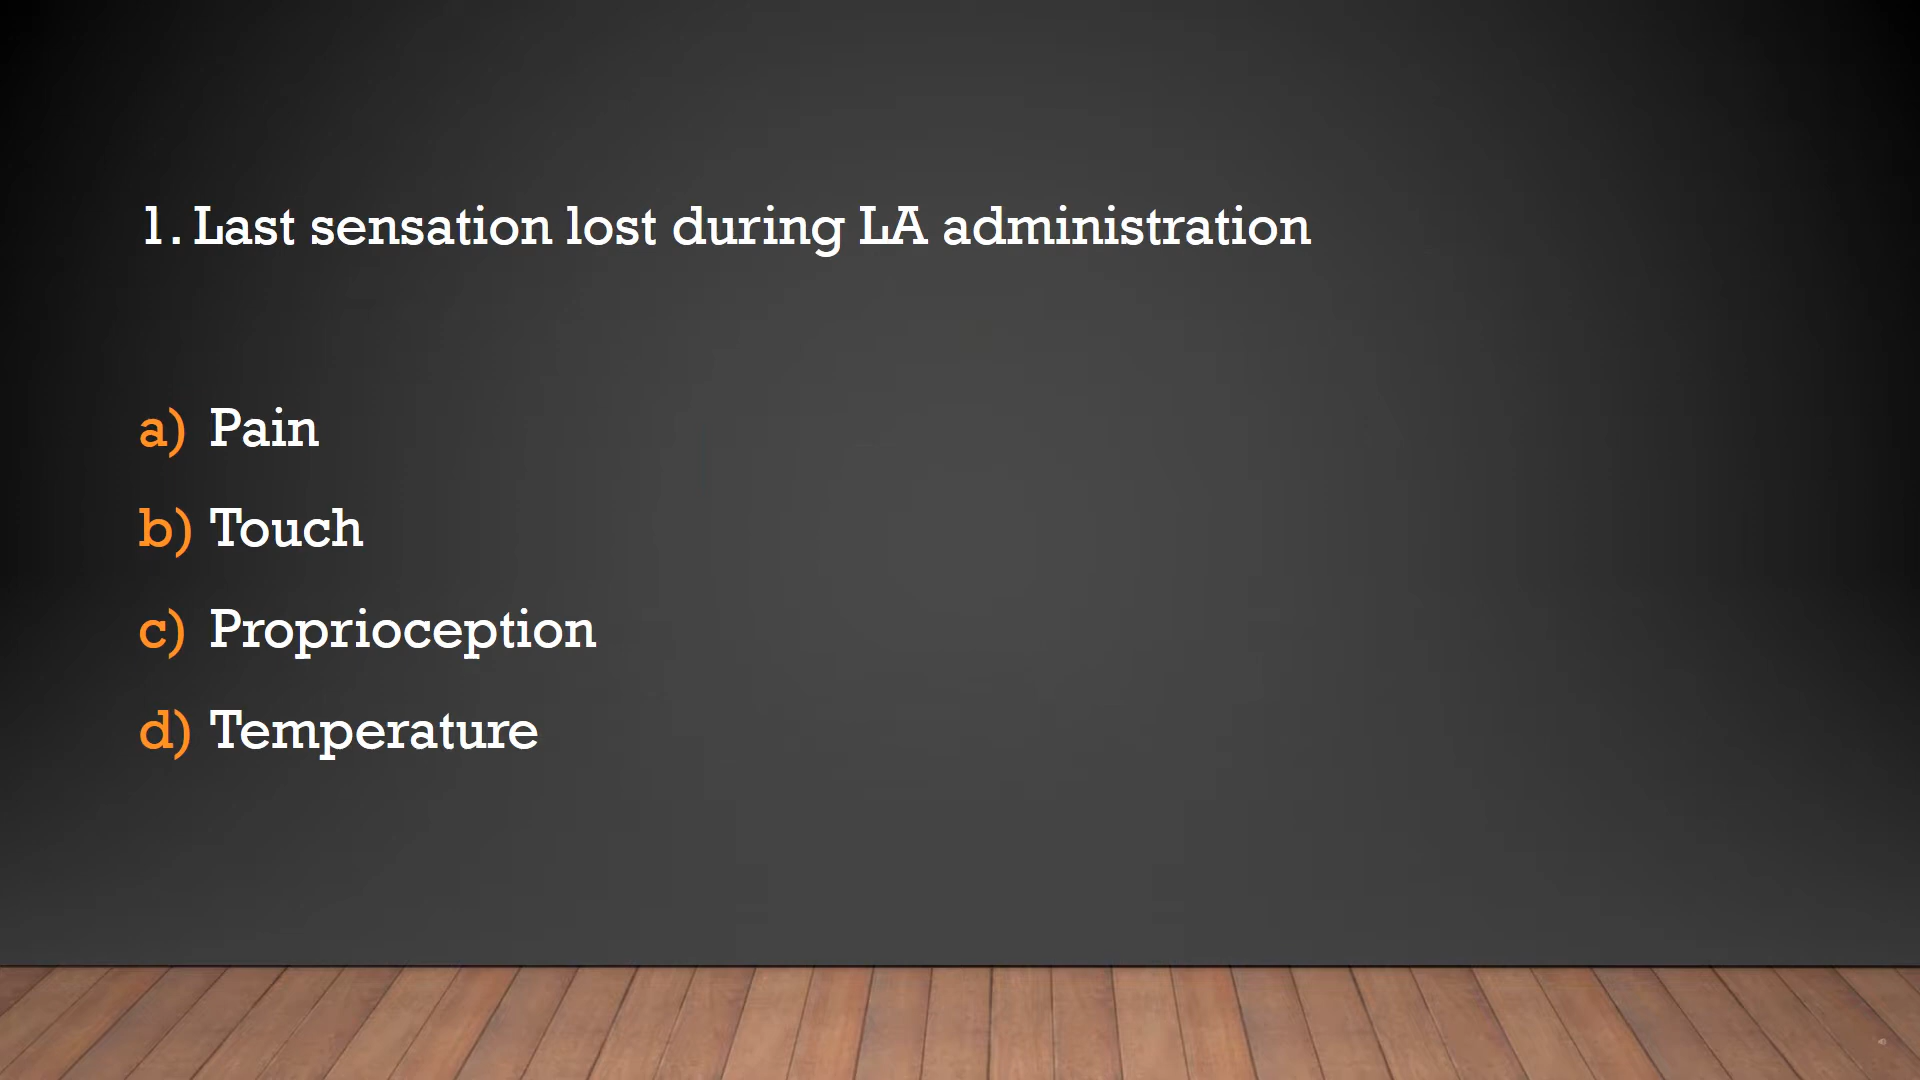 1. Last sensation lost during LA administration
a) Pain
b) Touch
c) Proprioception
d) Temperature